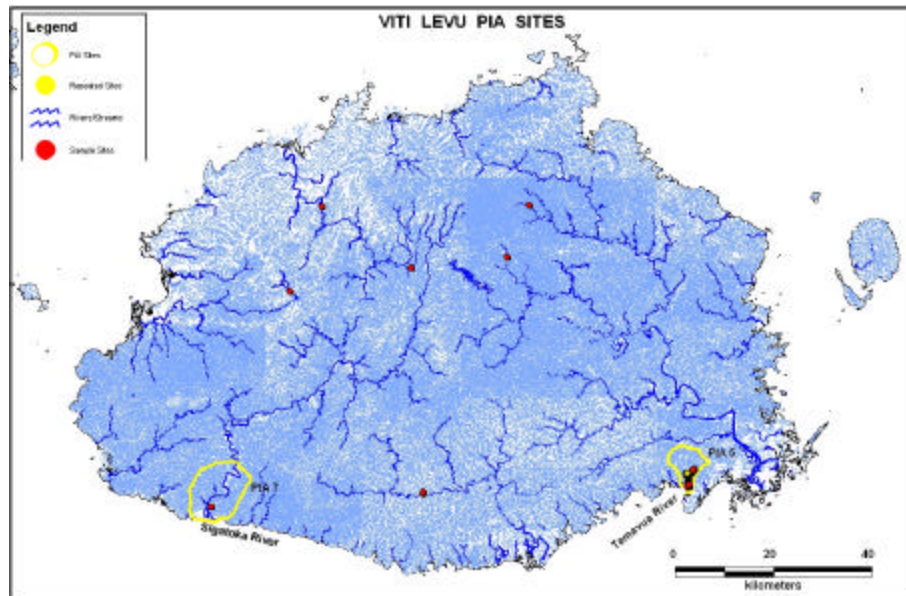 VITI LEVU PIA SITES
Legend
PIA Sites
Repeated Sites
Rivers/Streams
Sample Sites
PIA 7
Sigatoka River
PIA 6
Tamavua River
0 20 40
kilometers